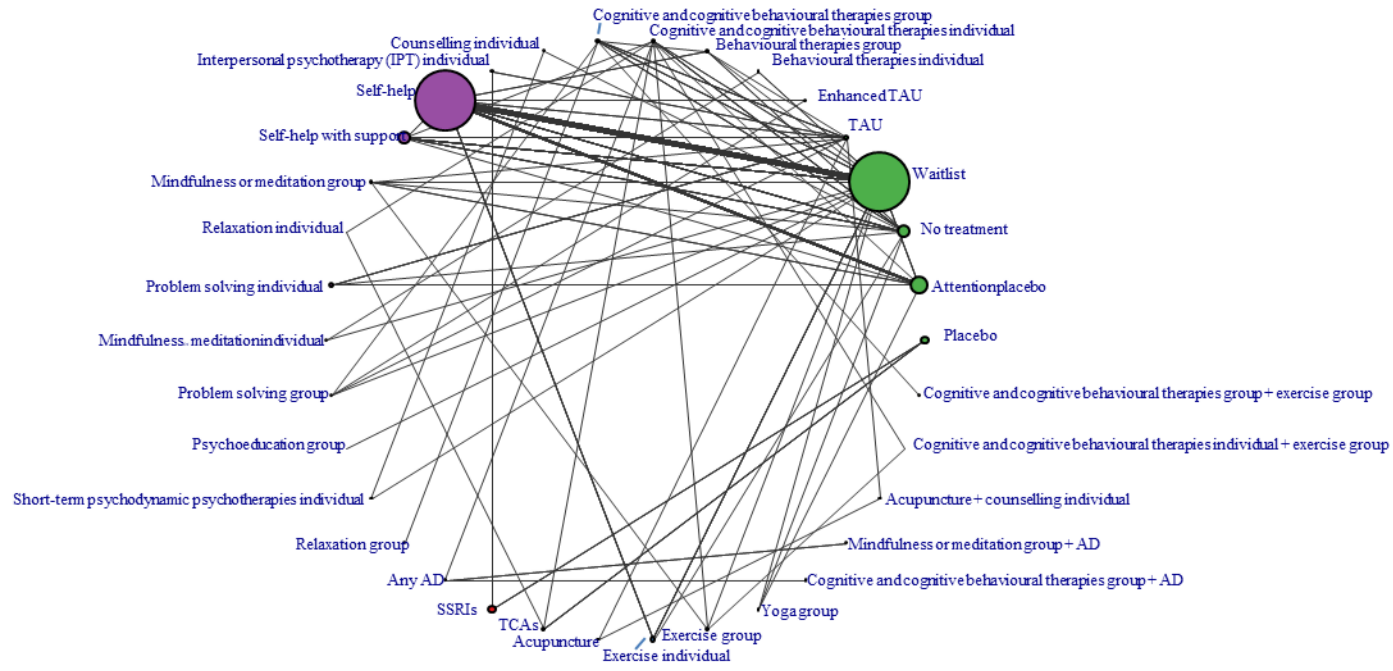 Cognitive and cognitive behavioural therapies group
Cognitive and cognitive behavioural therapies individual
Counselling individual
Behavioural therapies group
Interpersonal psychotherapy (IPT) individual
Behavioural therapies individual
Self-help
Enhanced TAU
TAU
Self-help with support
Waitlist
Mindfulness or meditation group
Relaxation individual
No treatment
Problem solving individual
Attention placebo
Placebo
Mindfulness meditation individual
Problem solving group
Cognitive and cognitive behavioural therapies group + exercise group
Psychoeducation group
Cognitive and cognitive behavioural therapies individual + exercise group
Short-term psychodynamic psychotherapies individual
Acupuncture + counselling individual
Relaxation group
Mindfulness or meditation group + AD
Any AD
Cognitive and cognitive behavioural therapies group + AD
SSRIs
Yoga group
TCAs
Exercise group
Acupuncture
Exercise individual